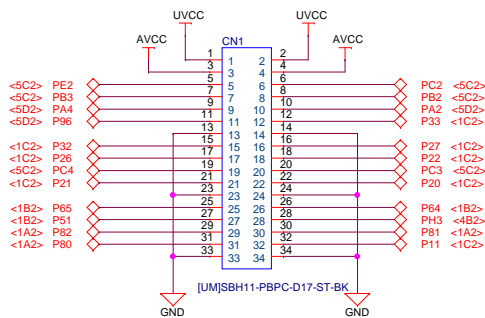 UVCC UVCC
AVCC CN1 AVCC
1 1 2 2
3 3 4 4
<5C2> PE2 5 5 6 6 PC2 <5C2>
<5C2> PB3 7 7 8 8 PB2 <5C2>
<5D2> PA4 9 9 10 10 PA2 <5D2>
<5D2> P96 11 11 12 12 P33 <1C2>
13 13 14 14
<1C2> P32 15 15 16 16 P27 <1C2>
<1C2> P26 17 17 18 18 P22 <1C2>
<5C2> PC4 19 19 20 20 PC3 <5C2>
<1C2> P21 21 21 22 22 P20 <1C2>
23 23 24 24
<1B2> P65 25 25 26 26 P64 <1B2>
<1B2> P51 27 27 28 28 PH3 <4B2>
<1A2> P82 29 29 30 30 P81 <1A2>
<1A2> P80 31 31 32 32 P11 <1C2>
33 33 34 34
[UM]SBH11-PBPC-D17-ST-BK
GND GND